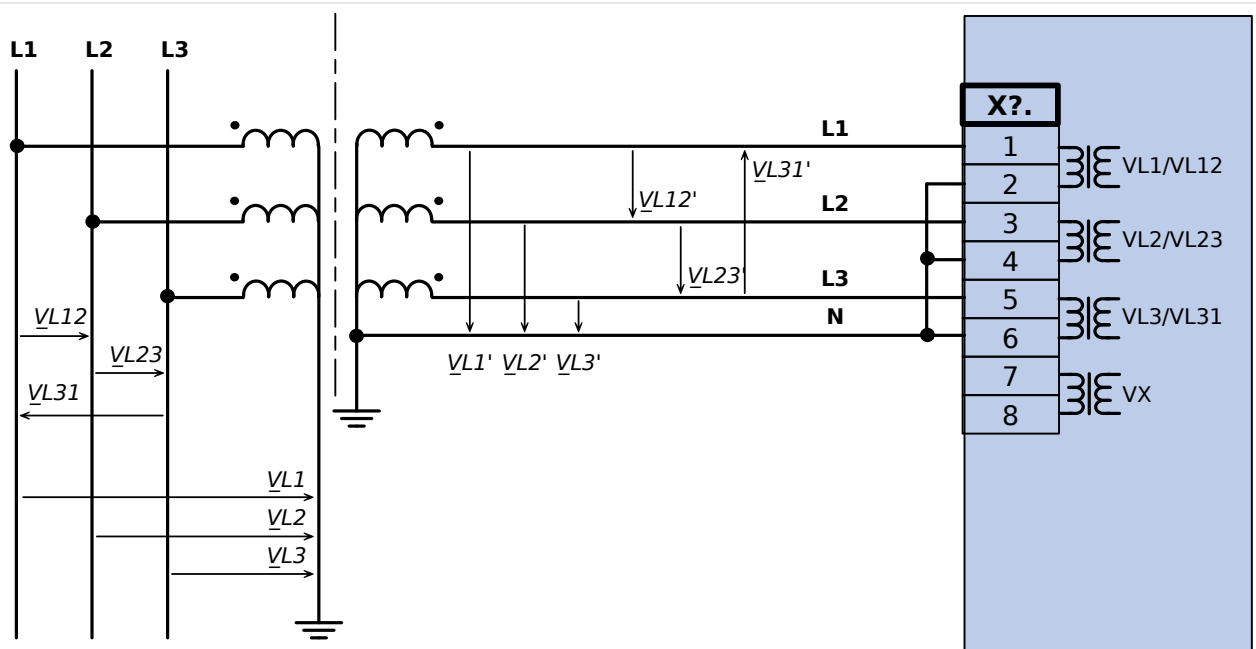 L1 L2 L3
X?.
L1
1
VL31'
VL1/VL12
2
VL12'
L2
3
VL2/VL23
4
VL23'
L3
5
VL12
N
VL3/VL31
6
VL23
VL1' VL2' VL3'
7
VL31
VX
8
VL1
VL2
VL3